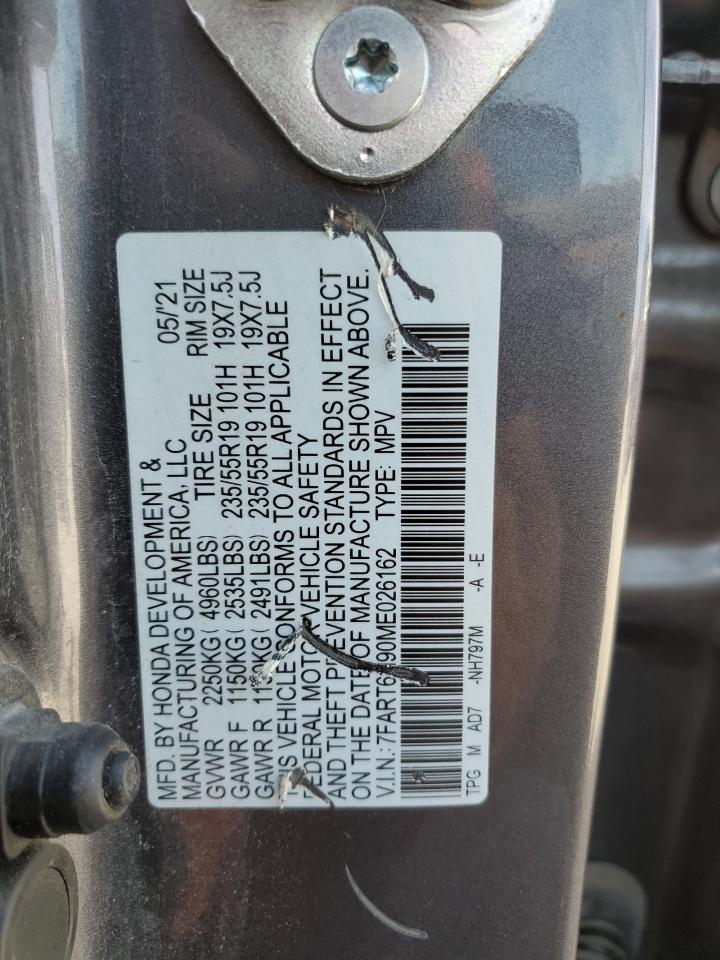 MFD. BY HONDA DEVELOPMENT &
MANUFACTURING OF AMERICA, LLC 05/'21
TIRE SIZE RIM SIZE
GVWR 2250KG( 4960LBS)
GAWR F 1150KG( 2535LBS) 235/55R19 101H 19X7.5J
GAWR R KG( 2491LBS) 235/55R19 101H 19X7.5J
THIS VEHICLE CONFORMS TO ALL APPLICABLE
FEDERAL MOTOR VEHICLE SAFETY
AND THEFT PREVENTION STANDARDS IN EFFECT
ON THE DATE OF MANUFACTURE SHOWN ABOVE.
V.I.N.: TYPE: MPV
TPG M AD7 -NH797M -A -E